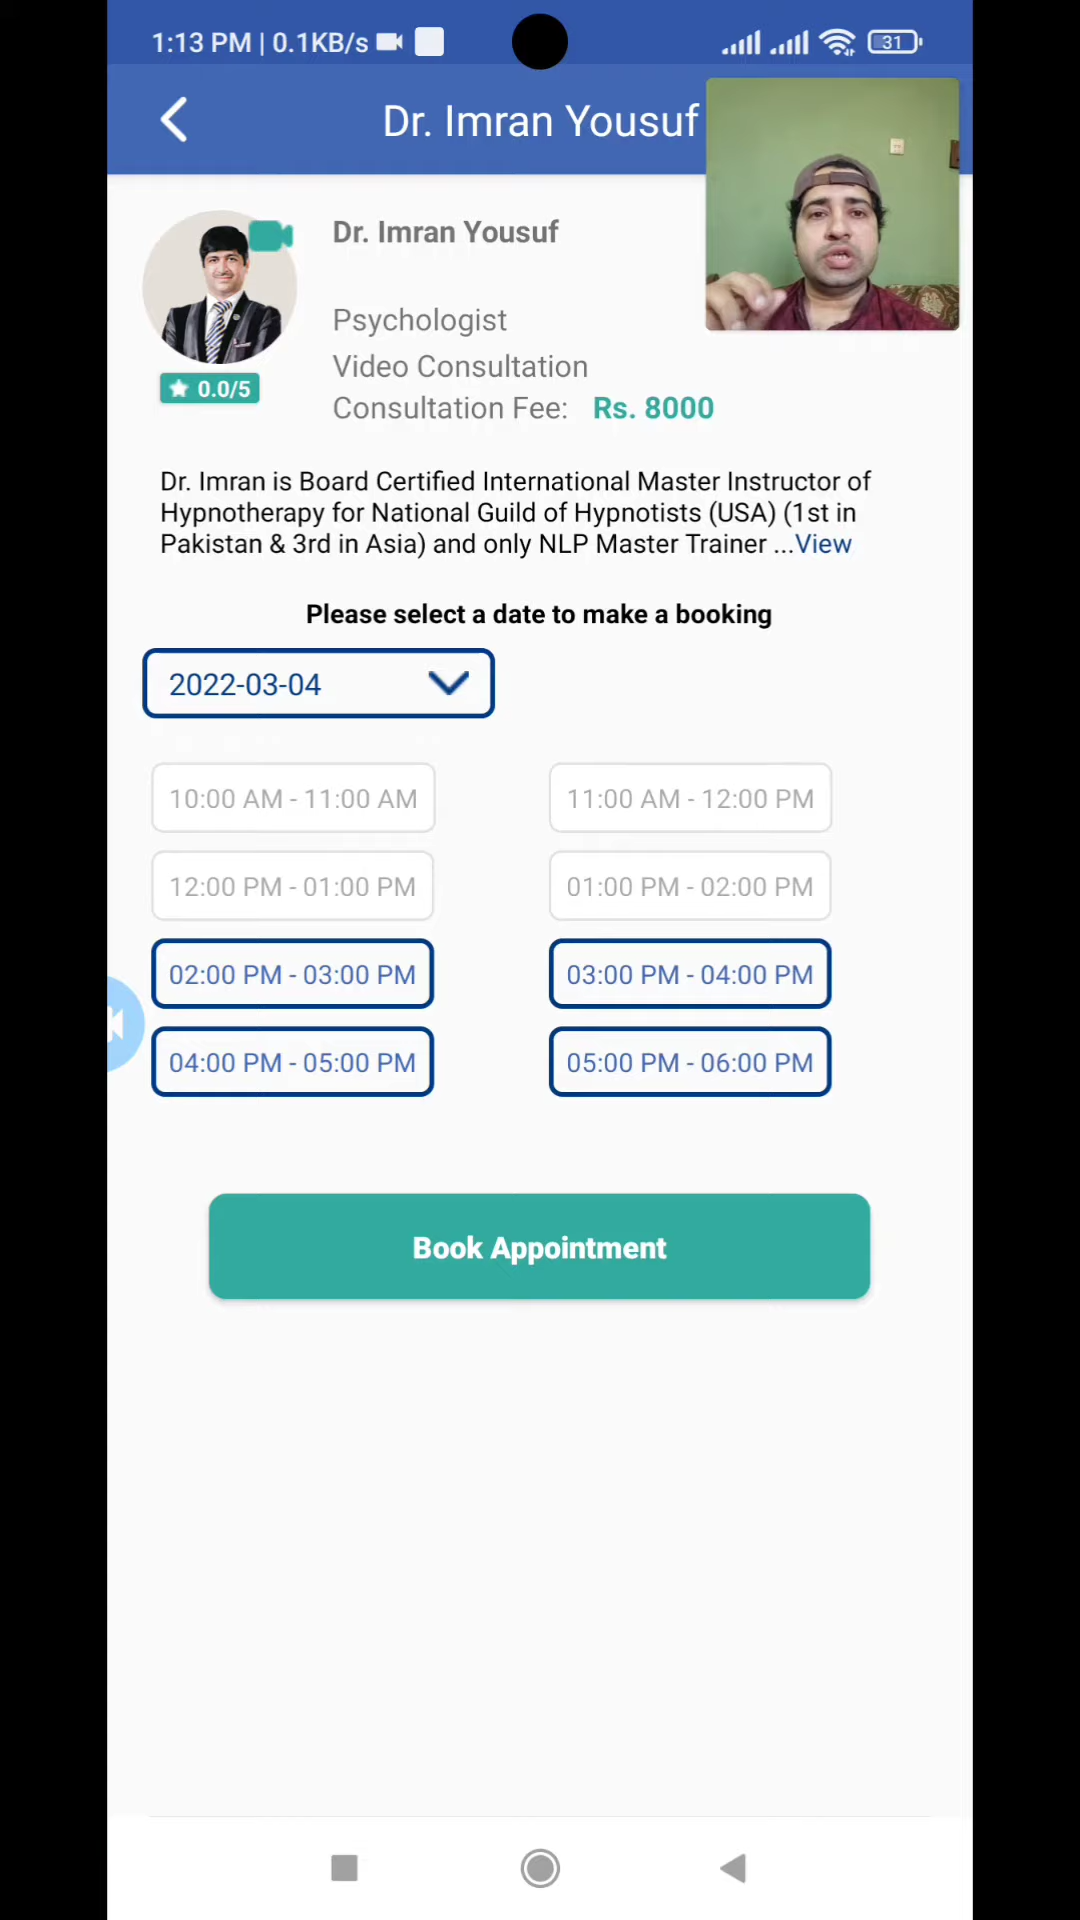 1:13 PM | 0.1KB/s
31
Dr. Imran Yousuf
Dr. Imran Yousuf
Psychologist
Video Consultation
0.0/5
Consultation Fee: Rs. 8000
Dr. Imran is Board Certified International Master Instructor of
Hypnotherapy for National Guild of Hypnotists (USA) (1st in
Pakistan & 3rd in Asia) and only NLP Master Trainer ...View
Please select a date to make a booking
2022-03-04
10:00 AM - 11:00 AM
11:00 AM - 12:00 PM
12:00 PM - 01:00 PM
01:00 PM - 02:00 PM
02:00 PM - 03:00 PM
03:00 PM - 04:00 PM
04:00 PM - 05:00 PM
05:00 PM - 06:00 PM
Book Appointment